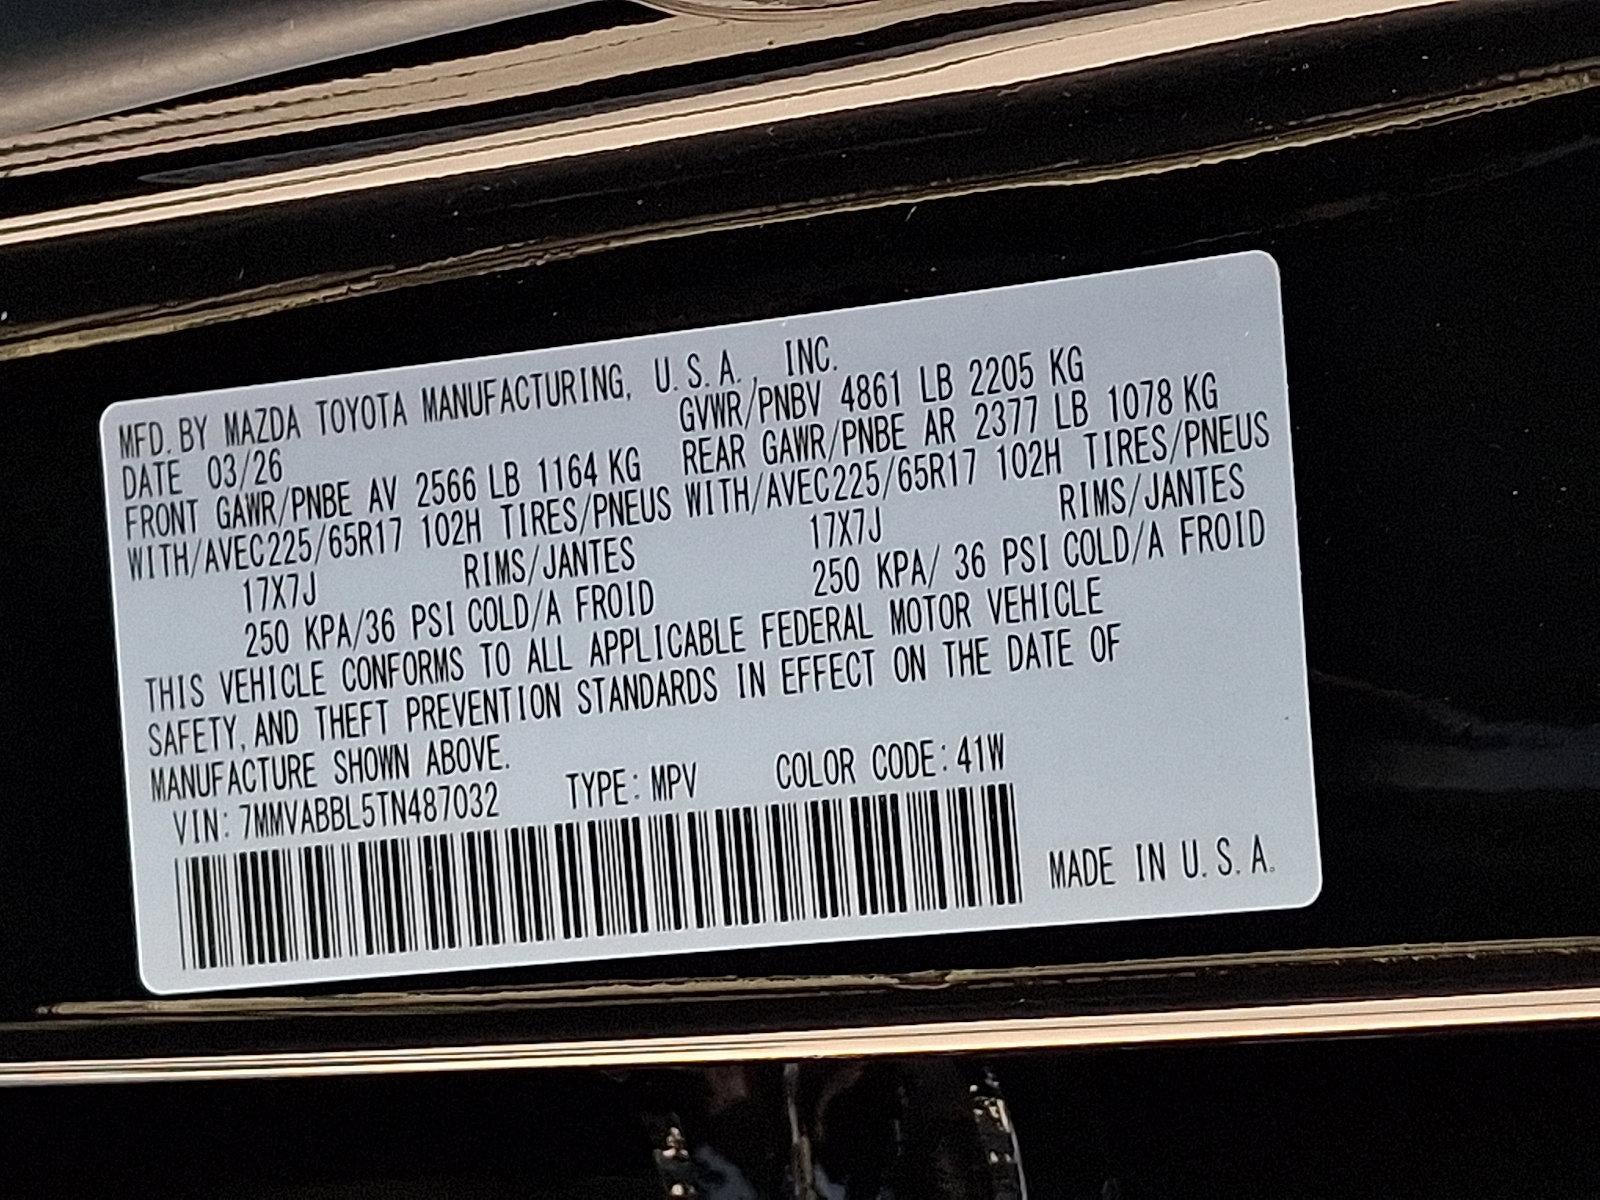 MFD. BY MAZDA TOYOTA MANUFACTURING, U.S.A., INC.
DATE 03/26 GVWR/PNBV 4861 LB 2205 KG
FRONT GAWR/PNBE AV 2566 LB 1164 KG REAR GAWR/PNBE AR 2377 LB 1078 KG
WITH/AVEC225/65R17 102H TIRES/PNEUS WITH/AVEC225/65R17 102H TIRES/PNEUS
17X7J RIMS/JANTES 17X7J RIMS/JANTES
250 KPA/36 PSI COLD/A FROID 250 KPA/ 36 PSI COLD/A FROID
THIS VEHICLE CONFORMS TO ALL APPLICABLE FEDERAL MOTOR VEHICLE
SAFETY, AND THEFT PREVENTION STANDARDS IN EFFECT ON THE DATE OF
MANUFACTURE SHOWN ABOVE.
VIN: 7MMVABBL5TN487032 TYPE: MPV COLOR CODE: 41W
MADE IN U.S.A.